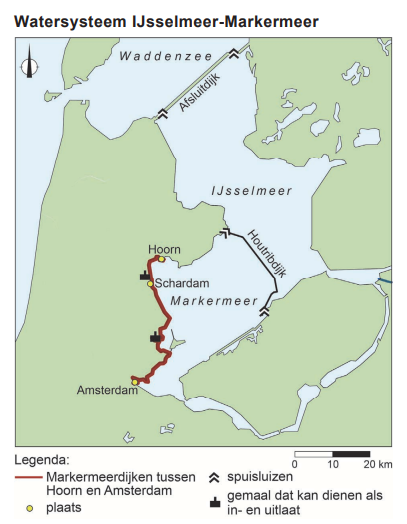 Watersysteem IJsselmeer-Markermeer
Waddenzee
Afsluitdijk
IJsselmeer
Hoorn
Houtribdijk
Schardam
Markermeer
Amsterdam
Legenda:
0 10 20 km
Markermeerdijken tussen
Hoorn en Amsterdam
plaats
spuisluizen
gemaal dat kan dienen als
in- en uitlaat